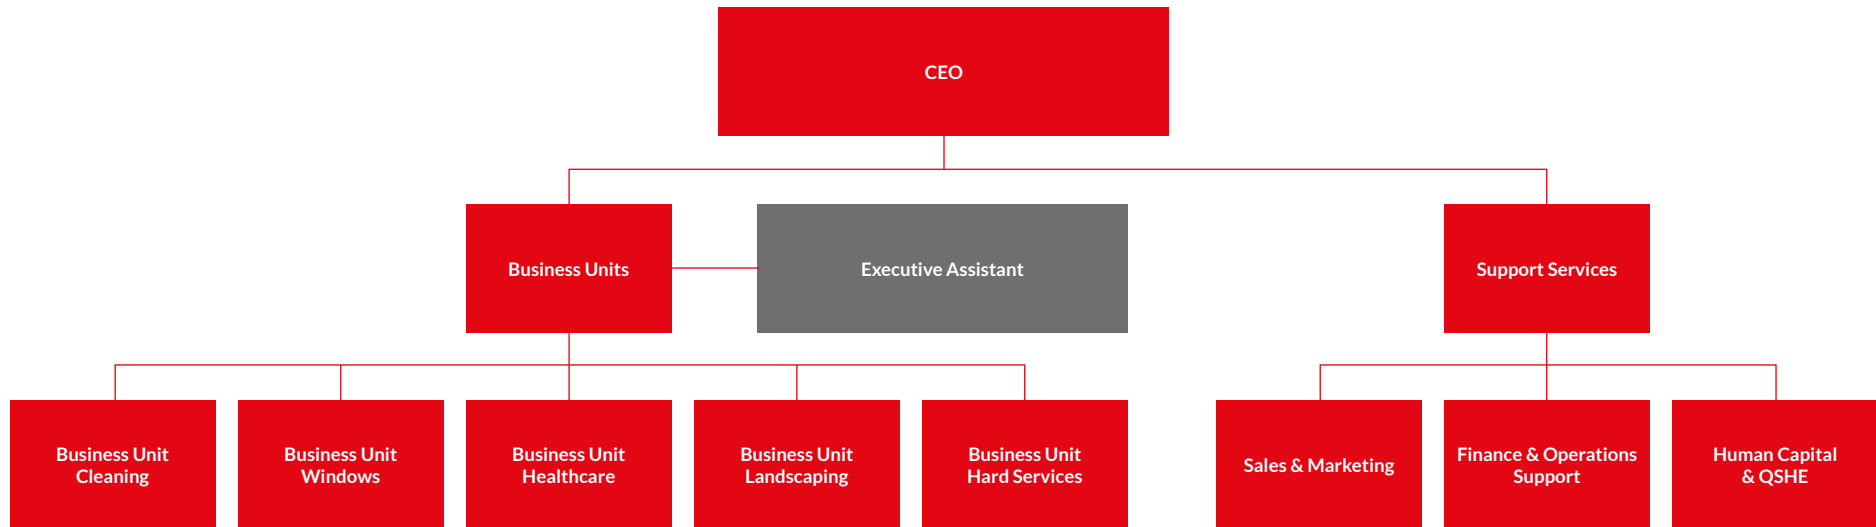 CEO
Business Units
Executive Assistant
Support Services
Business Unit
Cleaning
Business Unit
Windows
Business Unit
Healthcare
Business Unit
Landscaping
Business Unit
Hard Services
Sales & Marketing
Finance & Operations
Support
Human Capital
& QSHE